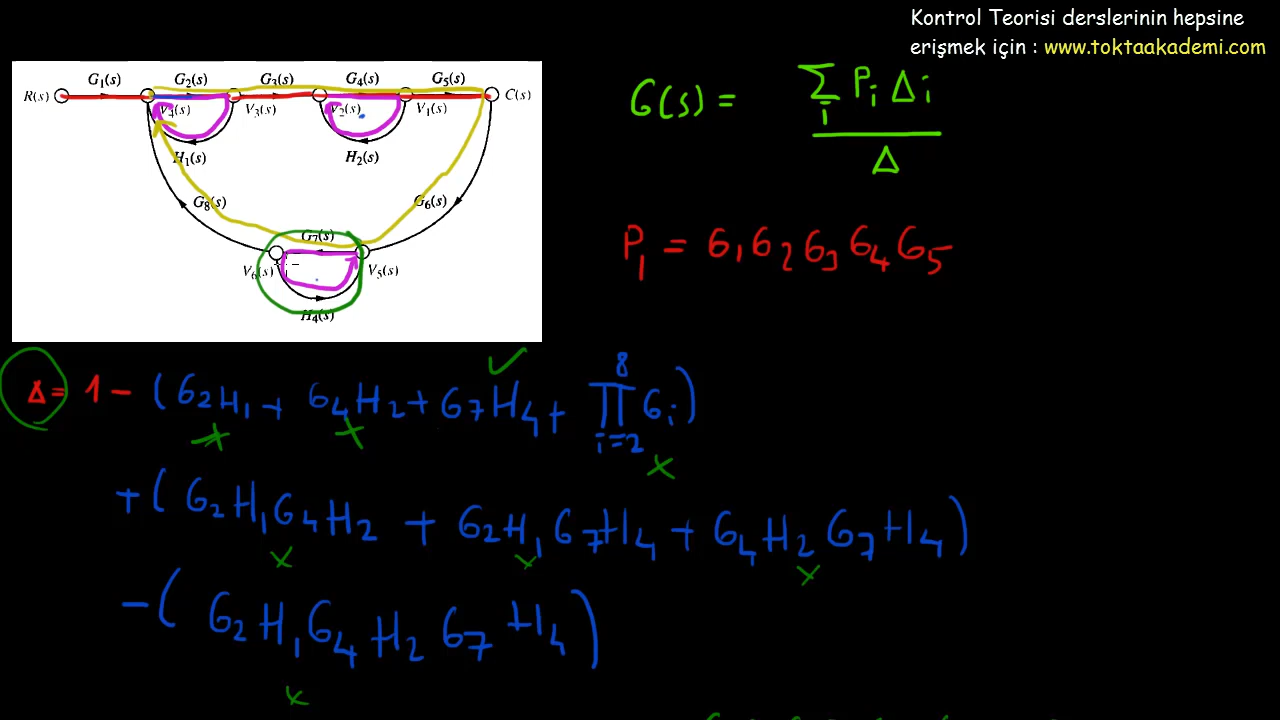 Kontrol Teorisi derslerinin hepsine
erişmek için : www.toktaakademi.com
G₁(s) G₂(s) G₃(s) G₄(s) G₅(s)
R(s) C(s)
V₄(s) V₃(s) V₂(s) V₁(s)
H₁(s) H₂(s)
G₈(s) G₆(s)
G₇(s)
V₆(s) V₅(s)
H₄(s)
G(s) = Σᵢ Pᵢ Δᵢ / Δ
P₁ = G₁G₂G₃G₄G₅
Δ = 1 - (G₂H₁ + G₄H₂ + G₇H₄ + ∏ᵢ₌₂⁸ Gᵢ)
+ (G₂H₁G₄H₂ + G₂H₁G₇H₄ + G₄H₂G₇H₄)
- (G₂H₁G₄H₂G₇H₄)